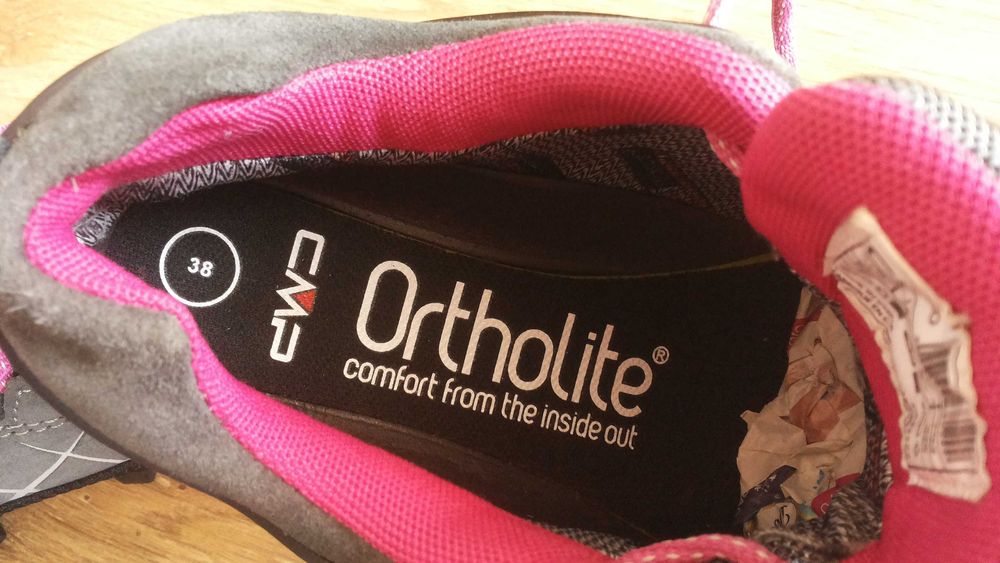 38
CMP
Ortholite®
comfort from the inside out